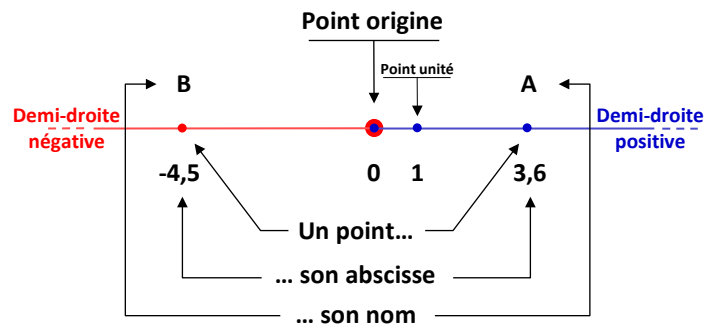 Point origine
Point unité
B
A
Demi-droite
négative
Demi-droite
positive
-4,5
0
1
3,6
Un point…
… son abscisse
… son nom